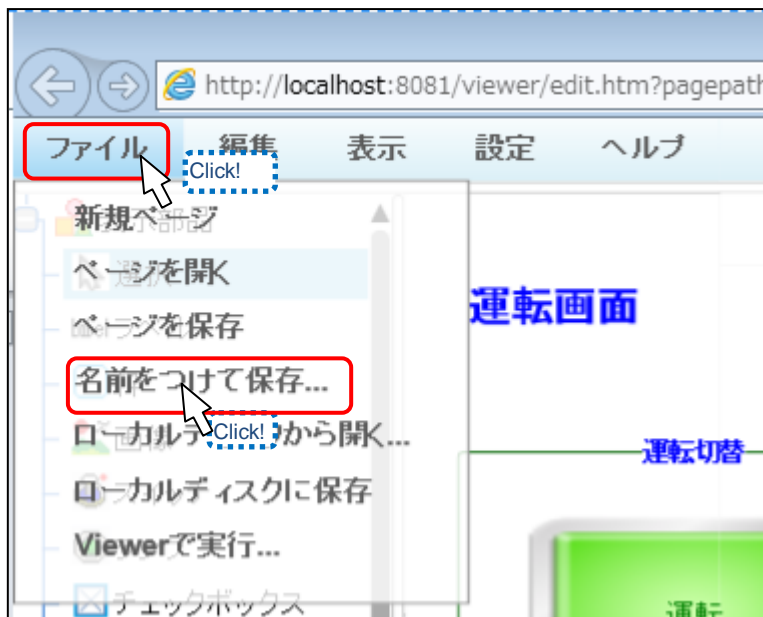 http://localhost:8081/viewer/edit.htm?pagepath
ファイル 編集 表示 設定 ヘルプ
Click!
新規ページ
ページを開く
ページを保存
運転画面
名前をつけて保存...
Click!
ローカルディスクから開く...
運転切替
ローカルディスクに保存
Viewerで実行...
チェックボックス
運転